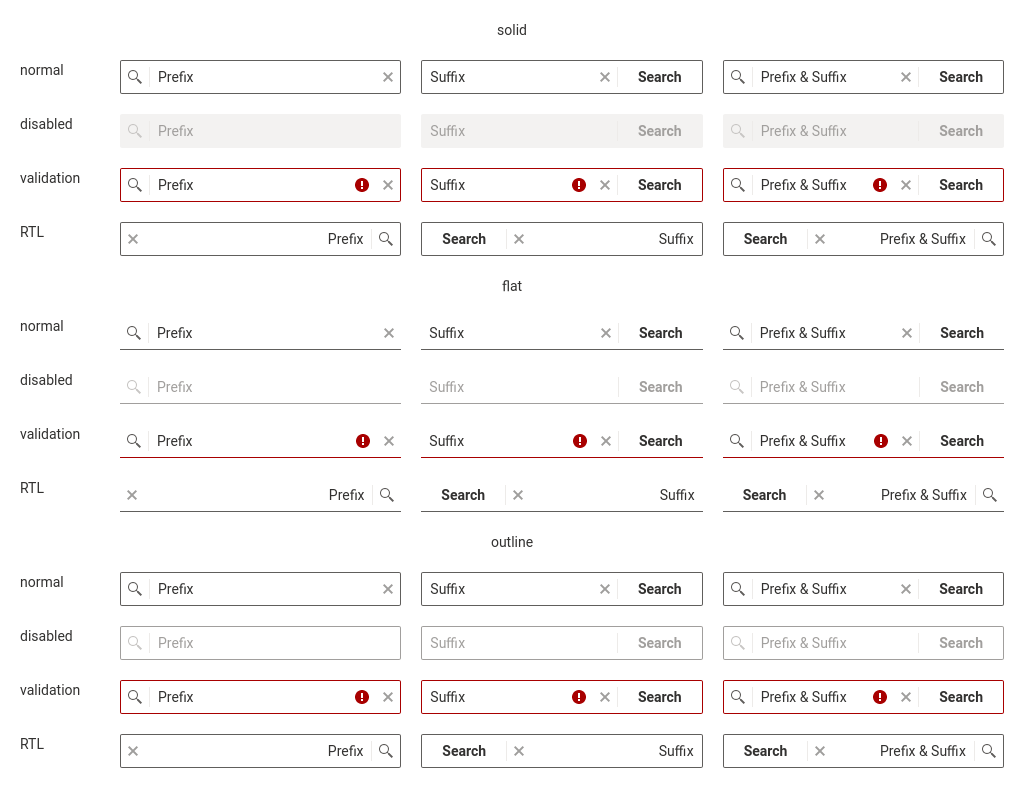 solid
normal Prefix Suffix Search Prefix & Suffix Search
disabled Prefix Suffix Search Prefix & Suffix Search
validation Prefix Suffix Search Prefix & Suffix Search
RTL Prefix Search Suffix Search Prefix & Suffix
flat
normal Prefix Suffix Search Prefix & Suffix Search
disabled Prefix Suffix Search Prefix & Suffix Search
validation Prefix Suffix Search Prefix & Suffix Search
RTL Prefix Search Suffix Search Prefix & Suffix
outline
normal Prefix Suffix Search Prefix & Suffix Search
disabled Prefix Suffix Search Prefix & Suffix Search
validation Prefix Suffix Search Prefix & Suffix Search
RTL Prefix Search Suffix Search Prefix & Suffix